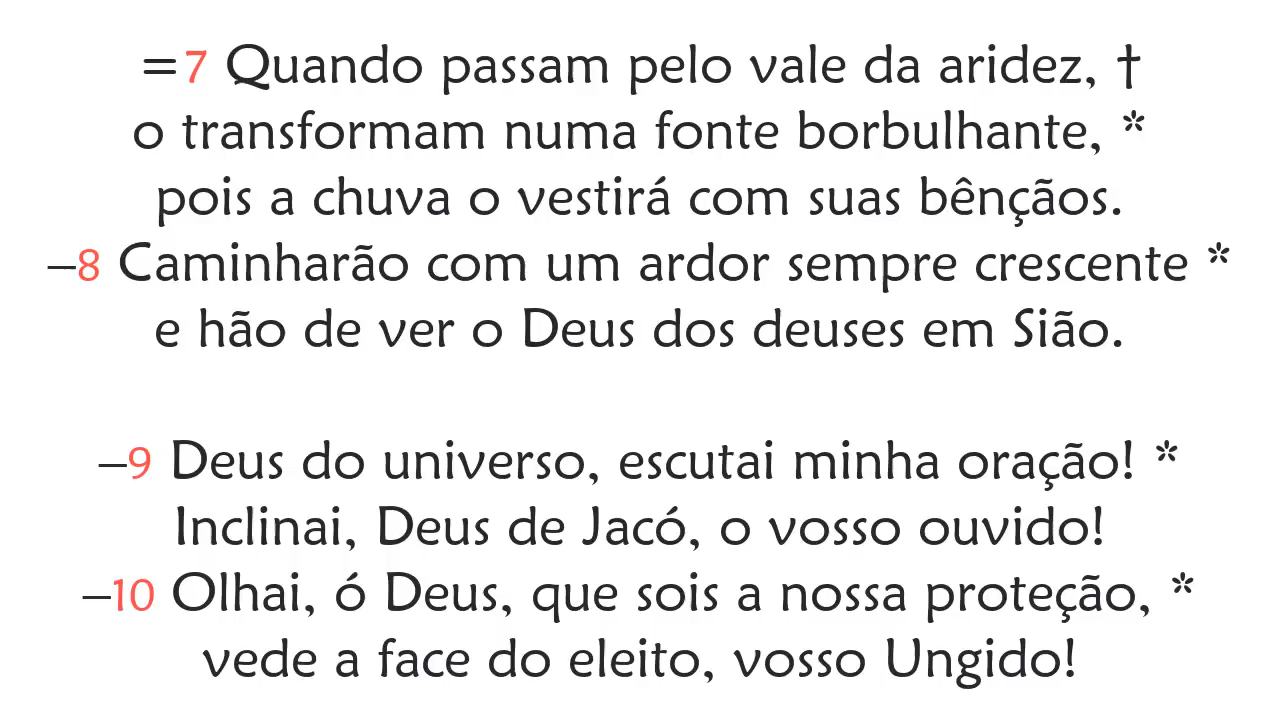 =7 Quando passam pelo vale da aridez, †
o transformam numa fonte borbulhante, *
pois a chuva o vestirá com suas bênçãos.
–8 Caminharão com um ardor sempre crescente *
e hão de ver o Deus dos deuses em Sião.
–9 Deus do universo, escutai minha oração! *
Inclinai, Deus de Jacó, o vosso ouvido!
–10 Olhai, ó Deus, que sois a nossa proteção, *
vede a face do eleito, vosso Ungido!